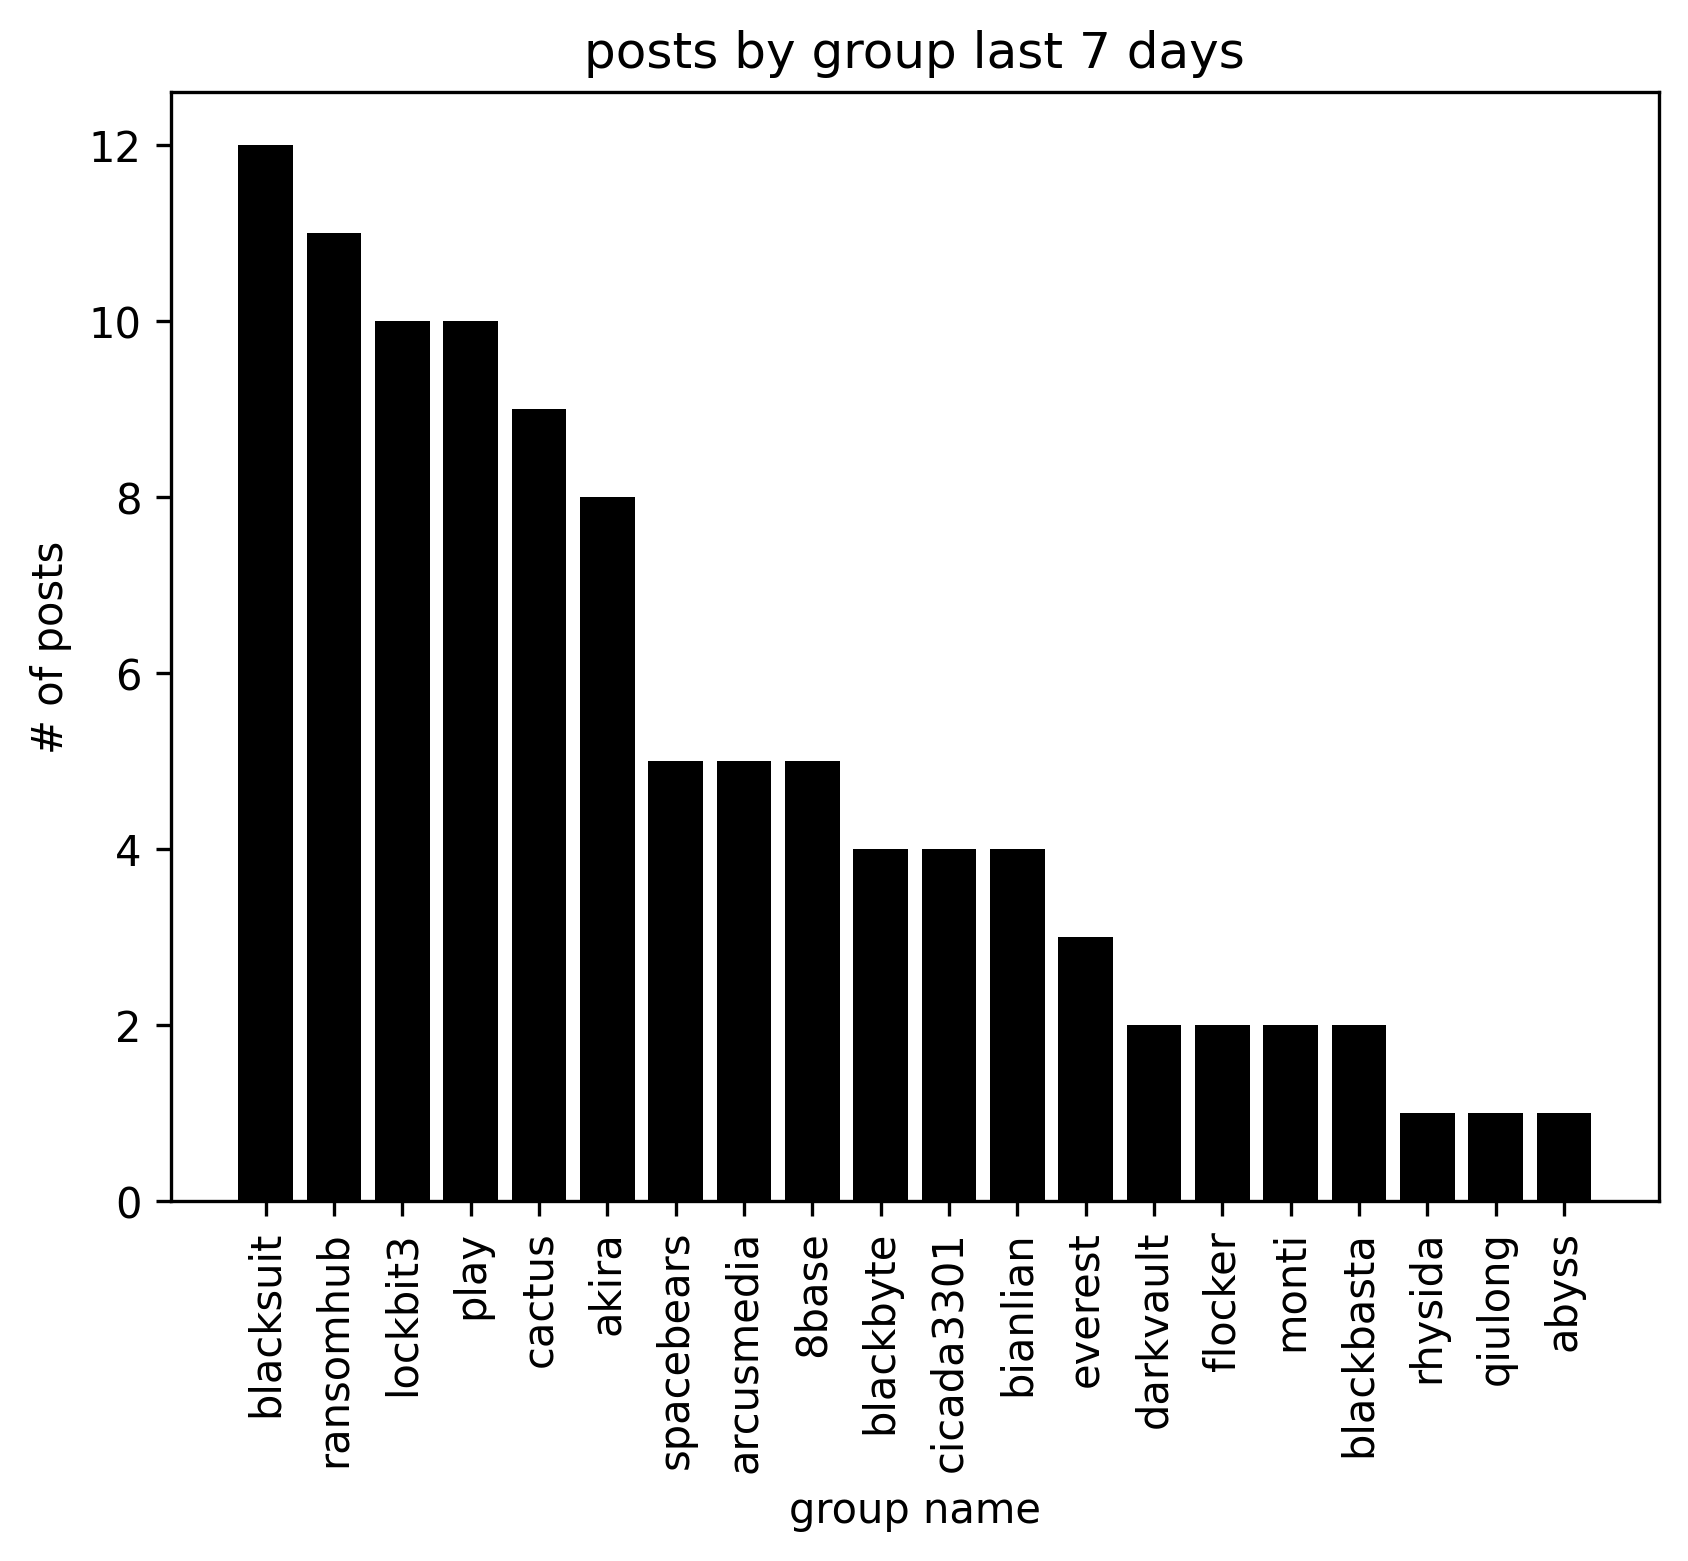 posts by group last 7 days
# of posts
12
10
8
6
4
2
0
blacksuit
ransomhub
lockbit3
play
cactus
akira
spacebears
arcusmedia
8base
blackbyte
cicada3301
bianlian
everest
darkvault
flocker
monti
blackbasta
rhysida
qiulong
abyss
group name